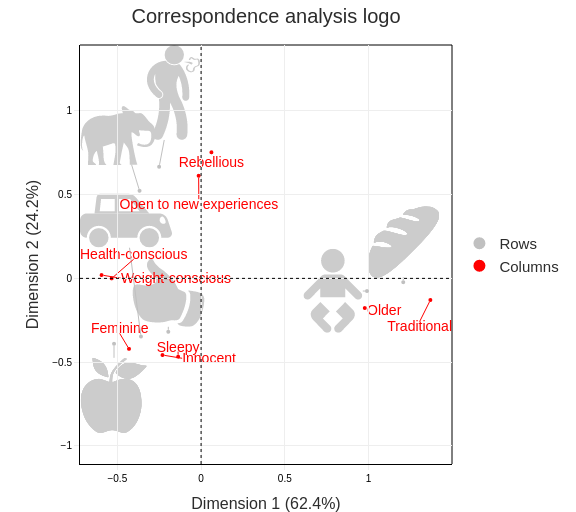 Correspondence analysis logo
1
Rebellious
0.5
Open to new experiences
Health-conscious
Rows
Columns
0
Weight-conscious
Older
Traditional
Feminine
Sleepy
Innocent
−0.5
−1
−0.5
0
0.5
1
Dimension 1 (62.4%)
Dimension 2 (24.2%)